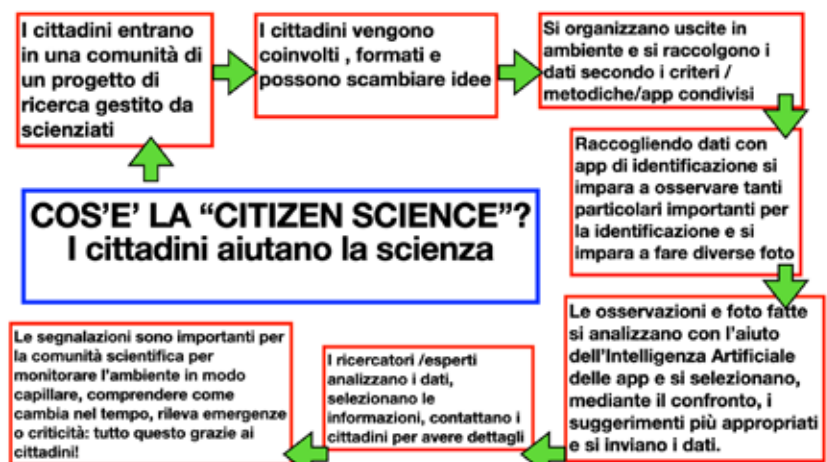 I cittadini entrano
in una comunità di
un progetto di
ricerca gestito da
scienziati
I cittadini vengono
coinvolti , formati e
possono scambiare idee
Si organizzano uscite in
ambiente e si raccolgono i
dati secondo i criteri /
metodiche/app condivisi
Raccogliendo dati con
app di identificazione si
impara a osservare tanti
particolari importanti per
la identificazione e si
impara a fare diverse foto
COS’E’ LA “CITIZEN SCIENCE”?
I cittadini aiutano la scienza
Le osservazioni e foto fatte
si analizzano con l'aiuto
dell'Intelligenza Artificiale
delle app e si selezionano,
mediante il confronto, i
suggerimenti più appropriati
e si inviano i dati.
I ricercatori /esperti
analizzano i dati,
selezionano le
informazioni, contattano i
cittadini per avere dettagli
Le segnalazioni sono importanti per
la comunità scientifica per
monitorare l'ambiente in modo
capillare, comprendere come
cambia nel tempo, rileva emergenze
o criticità: tutto questo grazie ai
cittadini!